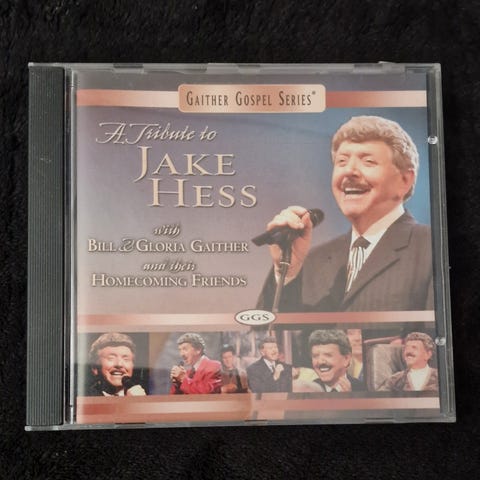 GAITHER GOSPEL SERIES®
A Tribute to
JAKE
HESS
with
BILL & GLORIA GAITHER
and their
HOMECOMING FRIENDS
GGS